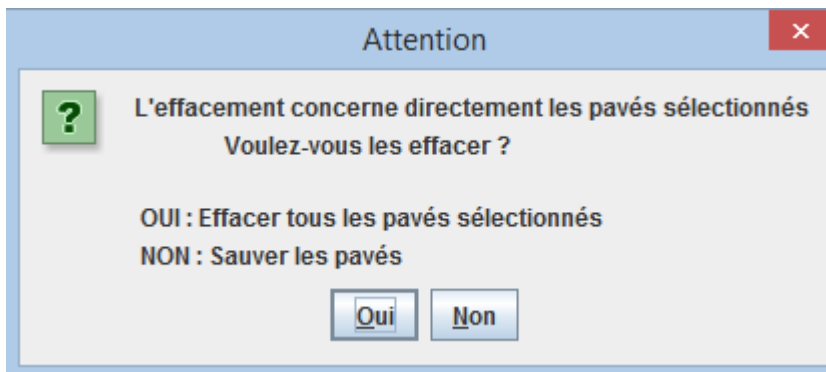 Attention
L'effacement concerne directement les pavés sélectionnés
Voulez-vous les effacer ?
OUI : Effacer tous les pavés sélectionnés
NON : Sauver les pavés
Oui
Non